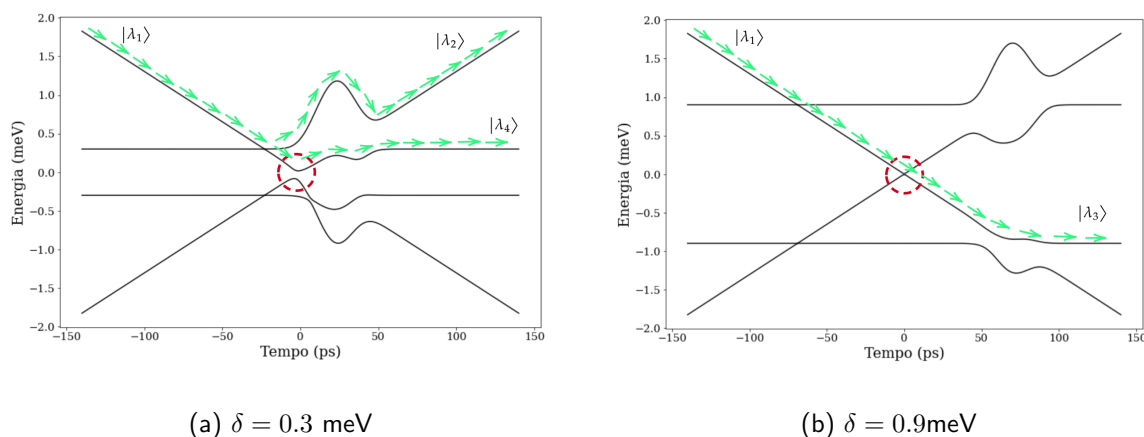 2.0
1.5
1.0
0.5
0.0
−0.5
−1.0
−1.5
−2.0
Energia (meV)
−150 −100 −50 0 50 100 150
Tempo (ps)
|λ₁⟩
|λ₂⟩
|λ₄⟩
(a) δ = 0.3 meV
2.0
1.5
1.0
0.5
0.0
−0.5
−1.0
−1.5
−2.0
Energia (meV)
−150 −100 −50 0 50 100 150
Tempo (ps)
|λ₁⟩
|λ₃⟩
(b) δ = 0.9meV